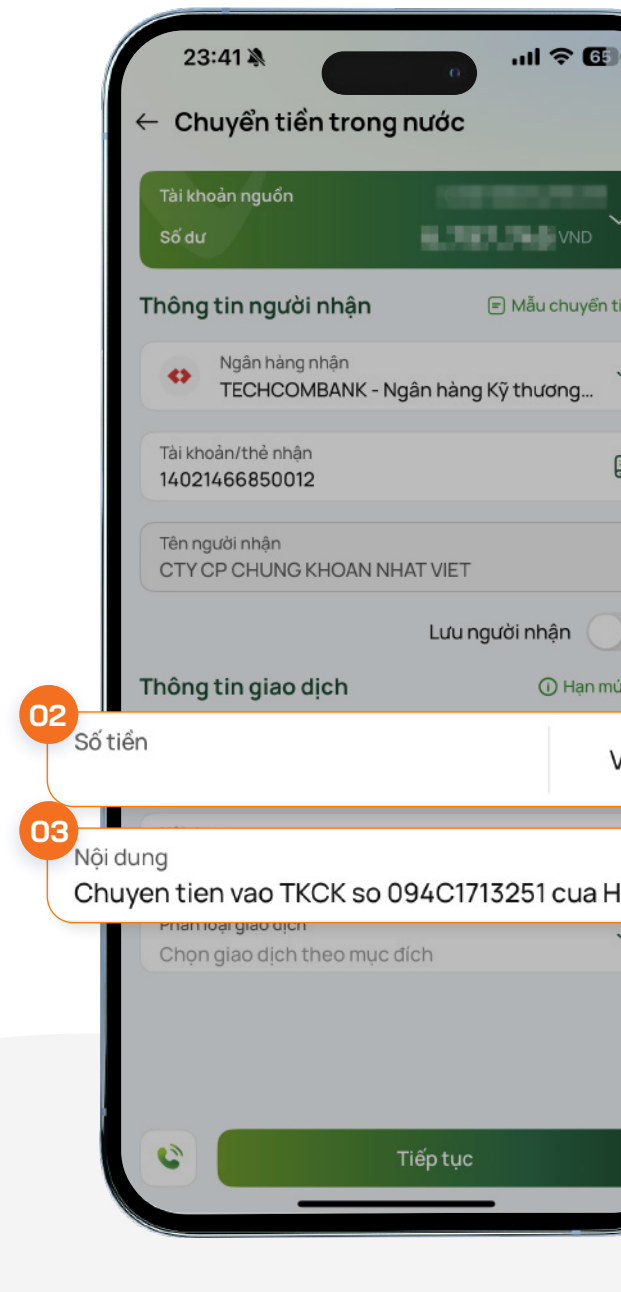 23:41
65
Chuyển tiền trong nước
Tài khoản nguồn
Số dư
VND
Thông tin người nhận
Mẫu chuyển ti
Ngân hàng nhận
TECHCOMBANK - Ngân hàng Kỹ thương...
Tài khoản/thẻ nhận
14021466850012
Tên người nhận
CTY CP CHUNG KHOAN NHAT VIET
Lưu người nhận
Thông tin giao dịch
Hạn mú
02
Số tiền
V
03
Nội dung
Chuyen tien vao TKCK so 094C1713251 cua H
Phân loại giao dịch
Chọn giao dịch theo mục đích
Tiếp tục